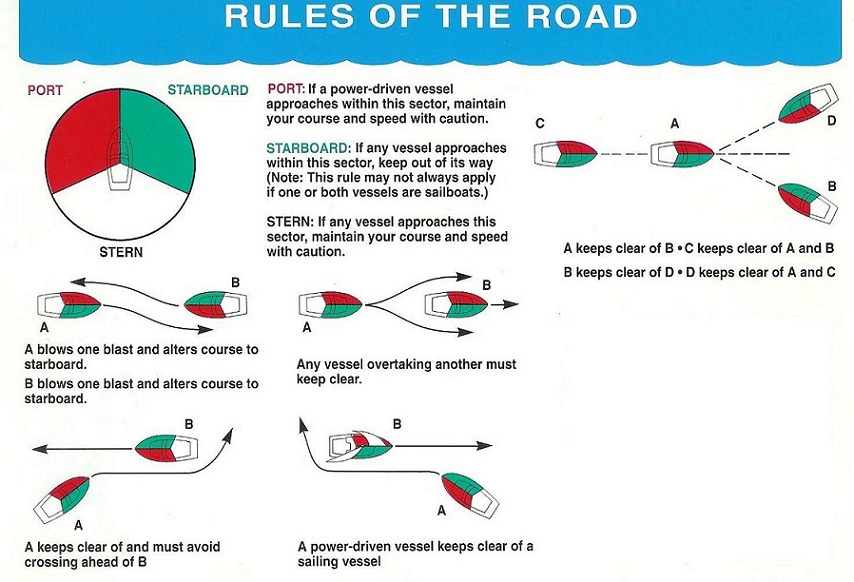 RULES OF THE ROAD
PORT
STARBOARD
STERN
PORT: If a power-driven vessel
approaches within this sector, maintain
your course and speed with caution.
STARBOARD: If any vessel approaches
within this sector, keep out of its way
(Note: This rule may not always apply
if one or both vessels are sailboats.)
STERN: If any vessel approaches this
sector, maintain your course and speed
with caution.
C
A
D
B
A keeps clear of B • C keeps clear of A and B
B keeps clear of D • D keeps clear of A and C
B
A
A blows one blast and alters course to
starboard.
B blows one blast and alters course to
starboard.
B
A
Any vessel overtaking another must
keep clear.
B
A
A keeps clear of and must avoid
crossing ahead of B
B
A
A power-driven vessel keeps clear of a
sailing vessel